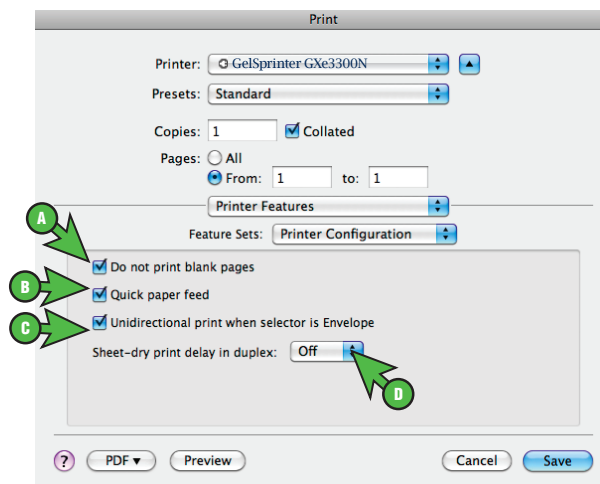 Print
Printer: GelSprinter GXe3300N
Presets: Standard
Copies: 1 Collated
Pages: All
From: 1 to: 1
Printer Features
Feature Sets: Printer Configuration
A
Do not print blank pages
B
Quick paper feed
C
Unidirectional print when selector is Envelope
Sheet-dry print delay in duplex: Off
D
? PDF ▼ Preview Cancel Save